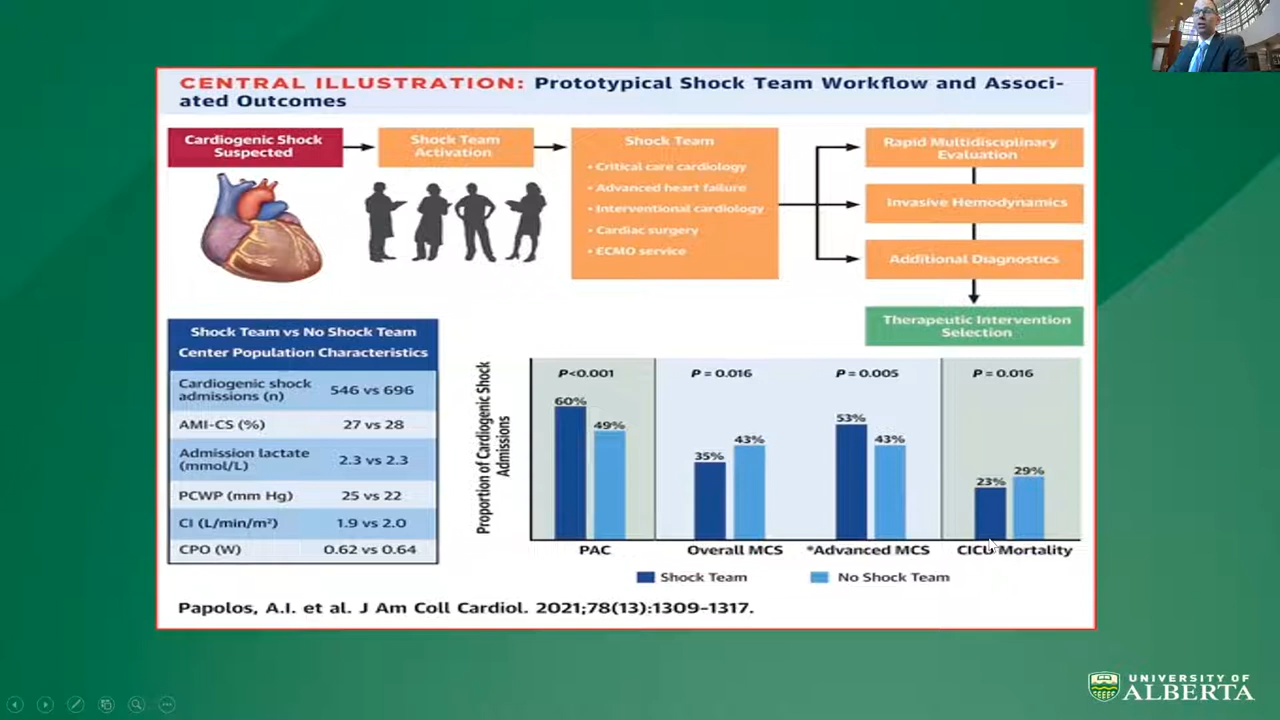 CENTRAL ILLUSTRATION: Prototypical Shock Team Workflow and Associ-
ated Outcomes
Cardiogenic Shock
Suspected
Shock Team
Activation
Shock Team
• Critical care cardiology
• Advanced heart failure
• Interventional cardiology
• Cardiac surgery
• ECMO service
Rapid Multidisciplinary
Evaluation
Invasive Hemodynamics
Additional Diagnostics
Therapeutic Intervention
Selection
Shock Team vs No Shock Team
Center Population Characteristics
Cardiogenic shock
admissions (n) 546 vs 696
AMI-CS (%) 27 vs 28
Admission lactate
(mmol/L) 2.3 vs 2.3
PCWP (mm Hg) 25 vs 22
CI (L/min/m²) 1.9 vs 2.0
CPO (W) 0.62 vs 0.64
Proportion of Cardiogenic Shock
Admissions
P<0.001 P = 0.016 P = 0.005 P = 0.016
60% 49% 35% 43% 53% 43% 23% 29%
PAC Overall MCS *Advanced MCS CICU Mortality
Shock Team No Shock Team
Papolos, A.I. et al. J Am Coll Cardiol. 2021;78(13):1309-1317.
UNIVERSITY OF
ALBERTA